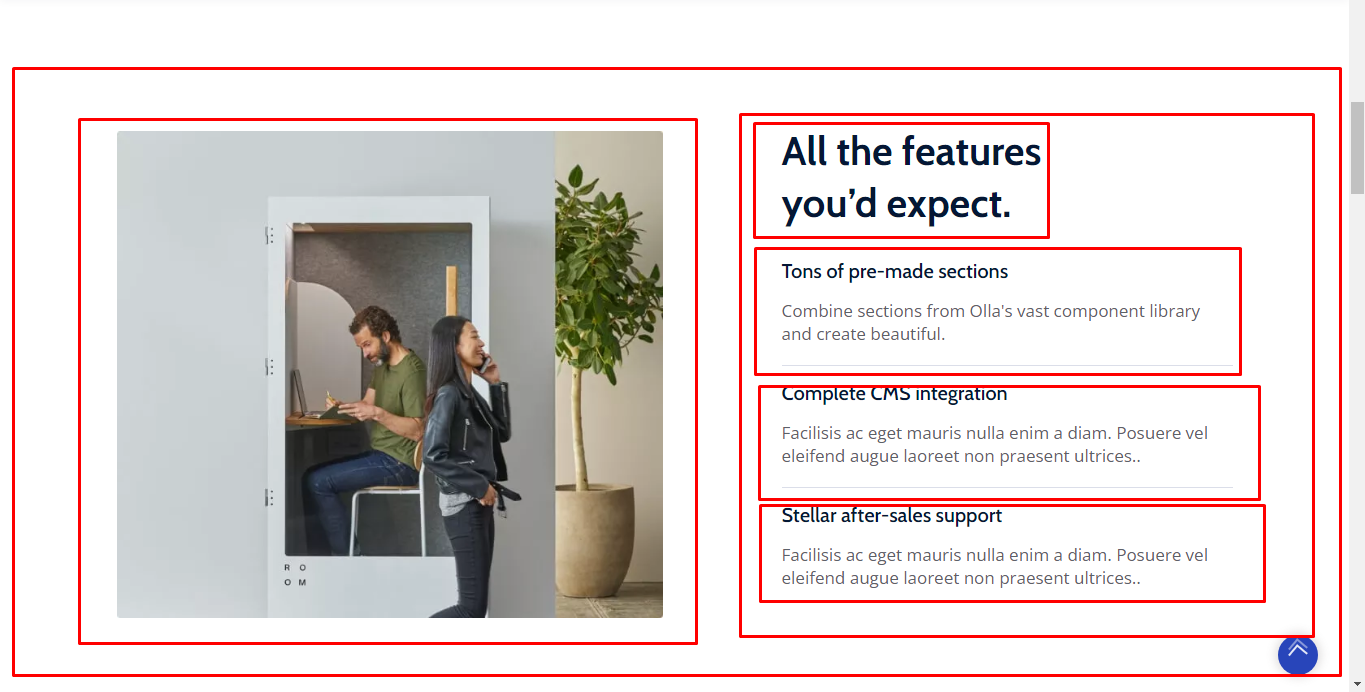 All the features
you’d expect.
Tons of pre-made sections
Combine sections from Olla's vast component library
and create beautiful.
Complete CMS integration
Facilisis ac eget mauris nulla enim a diam. Posuere vel
eleifend augue laoreet non praesent ultrices..
Stellar after-sales support
Facilisis ac eget mauris nulla enim a diam. Posuere vel
eleifend augue laoreet non praesent ultrices..
R O
O M